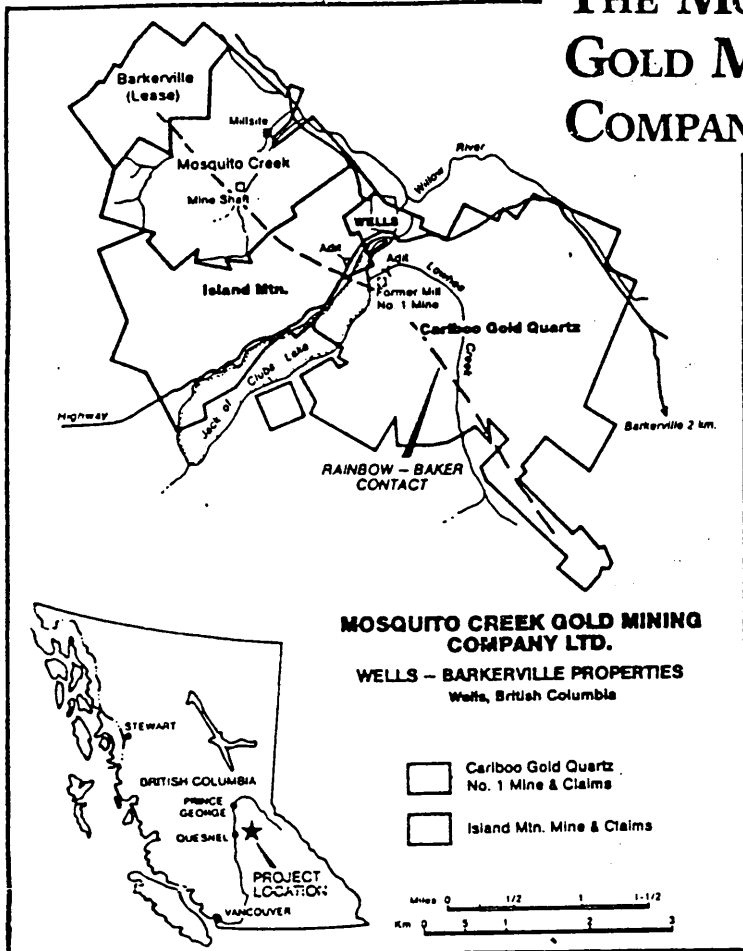 THE MO
GOLD M
COMPAN
Barkerville
(Lease)
Millsite
Mosquito Creek
Mine Shaft
Willow River
WELLS
Adit
Adit
Lowhee Creek
Island Mtn.
Former Mill
No. 1 Mine
Cariboo Gold Quartz
Jack of Clubs Lake
Highway
Barkerville 2 km.
RAINBOW – BAKER
CONTACT
MOSQUITO CREEK GOLD MINING
COMPANY LTD.
WELLS – BARKERVILLE PROPERTIES
Wells, British Columbia
STEWART
BRITISH COLUMBIA
PRINCE
GEORGE
QUESNEL
PROJECT
LOCATION
VANCOUVER
Cariboo Gold Quartz
No. 1 Mine & Claims
Island Mtn. Mine & Claims
Miles 0 1/2 1 1-1/2
Km 0 .5 1 2 3